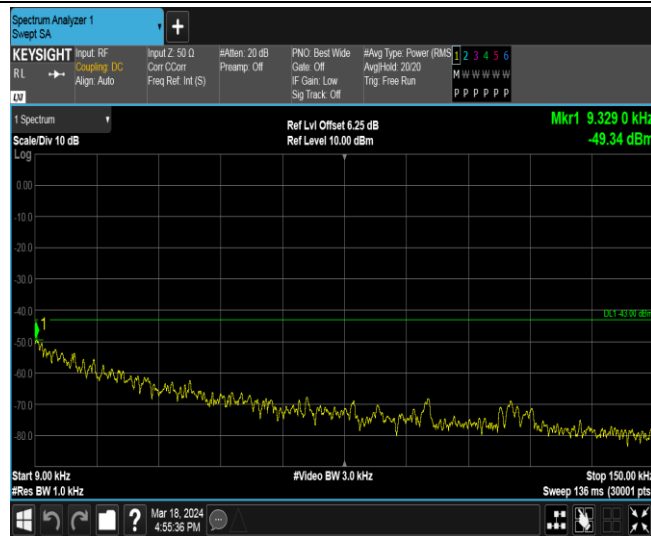 Spectrum Analyzer 1
Swept SA
+
KEYSIGHT
RL
LXI
Input: RF
Coupling: DC
Align: Auto
Input Z: 50 Ω
Corr CCorr
Freq Ref: Int (S)
#Atten: 20 dB
Preamp: Off
PNO: Best Wide
Gate: Off
IF Gain: Low
Sig Track: Off
#Avg Type: Power (RMS
Avg|Hold: 20/20
Trig: Free Run
1 2 3 4 5 6
M W W W W W
P P P P P P
1 Spectrum
Scale/Div 10 dB
Ref Lvl Offset 6.25 dB
Ref Level 10.00 dBm
Mkr1 9.329 0 kHz
-49.34 dBm
Log
0.00
-10.0
-20.0
-30.0
-40.0
DL1 -43.00 dBm
1
-50.0
-60.0
-70.0
-80.0
Start 9.00 kHz
#Video BW 3.0 kHz
Stop 150.00 kHz
#Res BW 1.0 kHz
Sweep 136 ms (30001 pts
?
Mar 18, 2024
4:55:36 PM